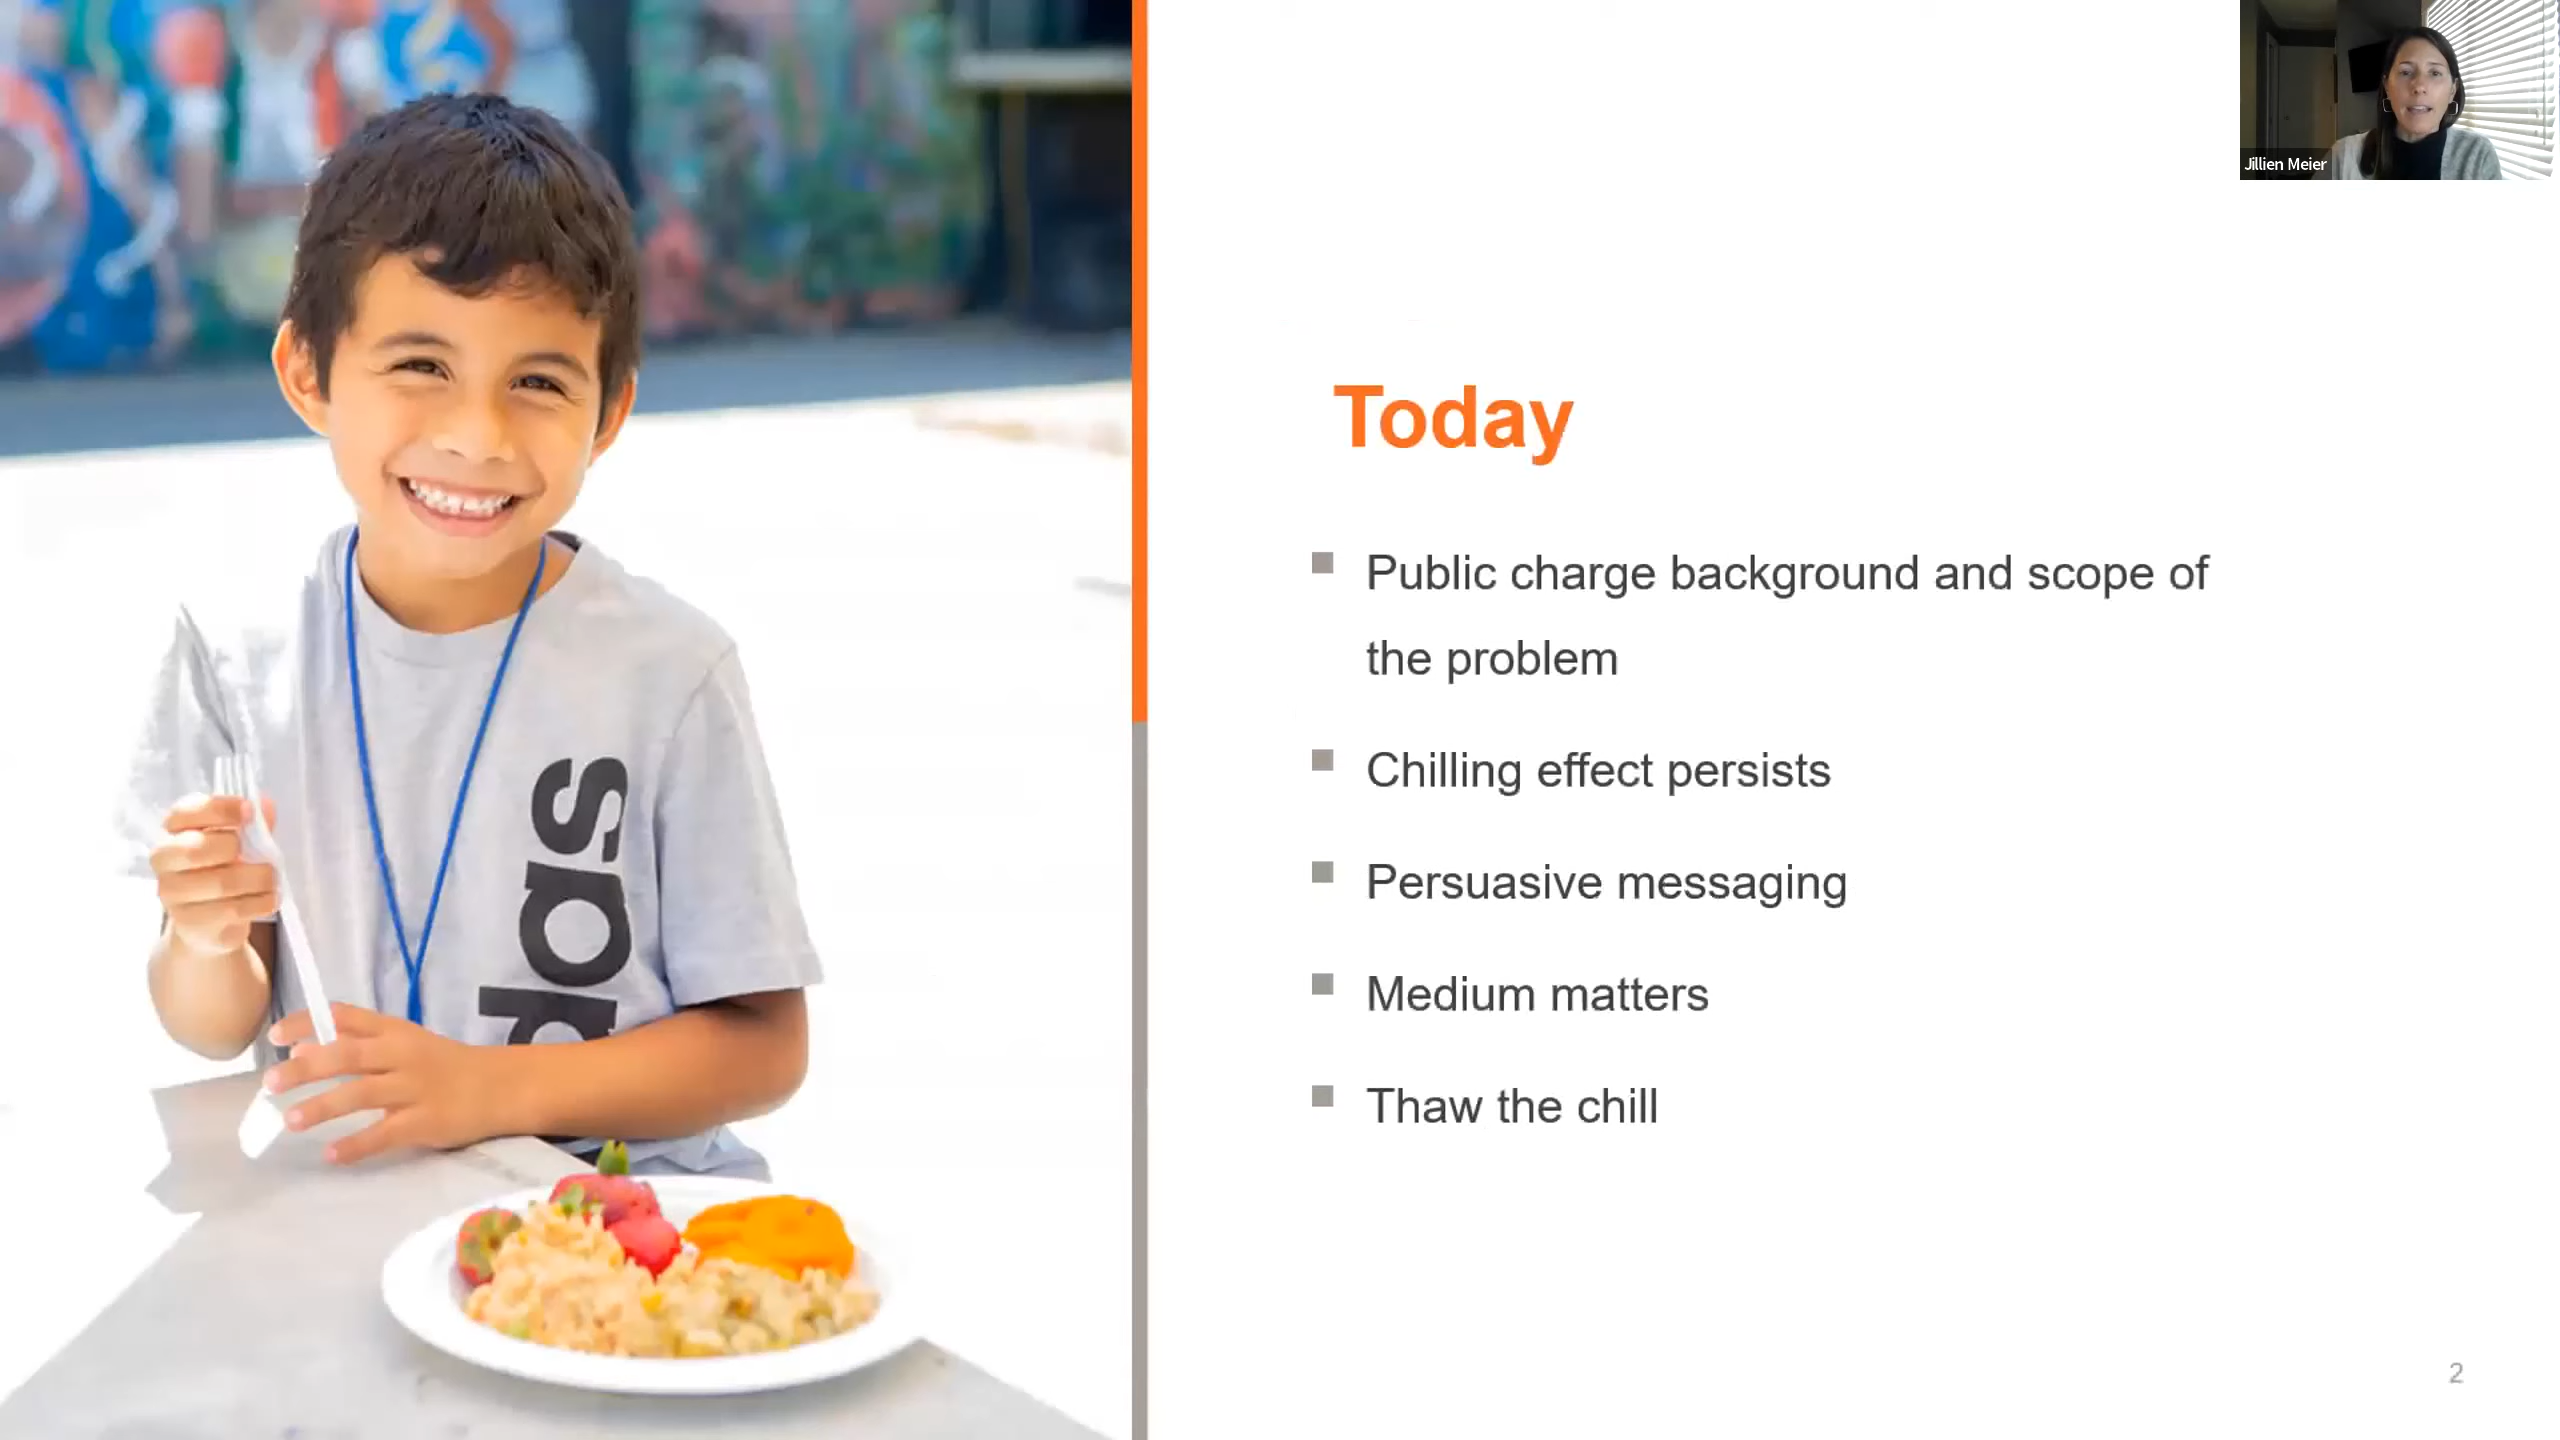 Jillien Meier
Today
Public charge background and scope of
the problem
Chilling effect persists
Persuasive messaging
Medium matters
Thaw the chill
das
2